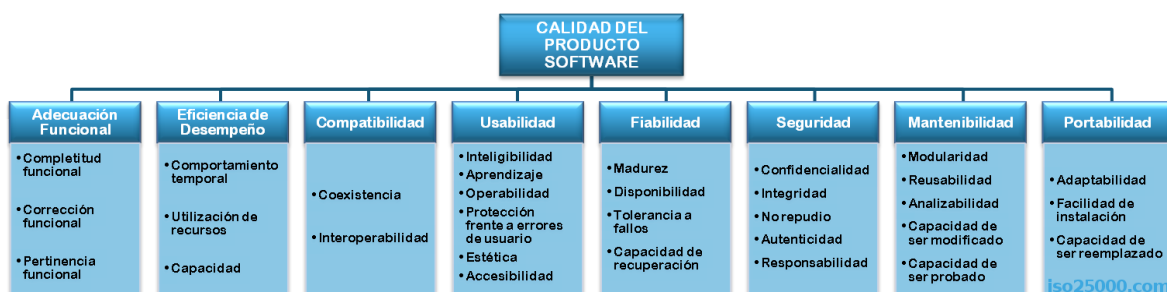 CALIDAD DEL
PRODUCTO
SOFTWARE
Adecuación
Funcional
• Completitud
funcional
• Corrección
funcional
• Pertinencia
funcional
Eficiencia de
Desempeño
• Comportamiento
temporal
• Utilización de
recursos
• Capacidad
Compatibilidad
• Coexistencia
• Interoperabilidad
Usabilidad
• Inteligibilidad
• Aprendizaje
• Operabilidad
• Protección
frente a errores
de usuario
• Estética
• Accesibilidad
Fiabilidad
• Madurez
• Disponibilidad
• Tolerancia a
fallos
• Capacidad de
recuperación
Seguridad
• Confidencialidad
• Integridad
• No repudio
• Autenticidad
• Responsabilidad
Mantenibilidad
• Modularidad
• Reusabilidad
• Analizabilidad
• Capacidad de
ser modificado
• Capacidad de
ser probado
Portabilidad
• Adaptabilidad
• Facilidad de
instalación
• Capacidad de
ser reemplazado
iso25000.com